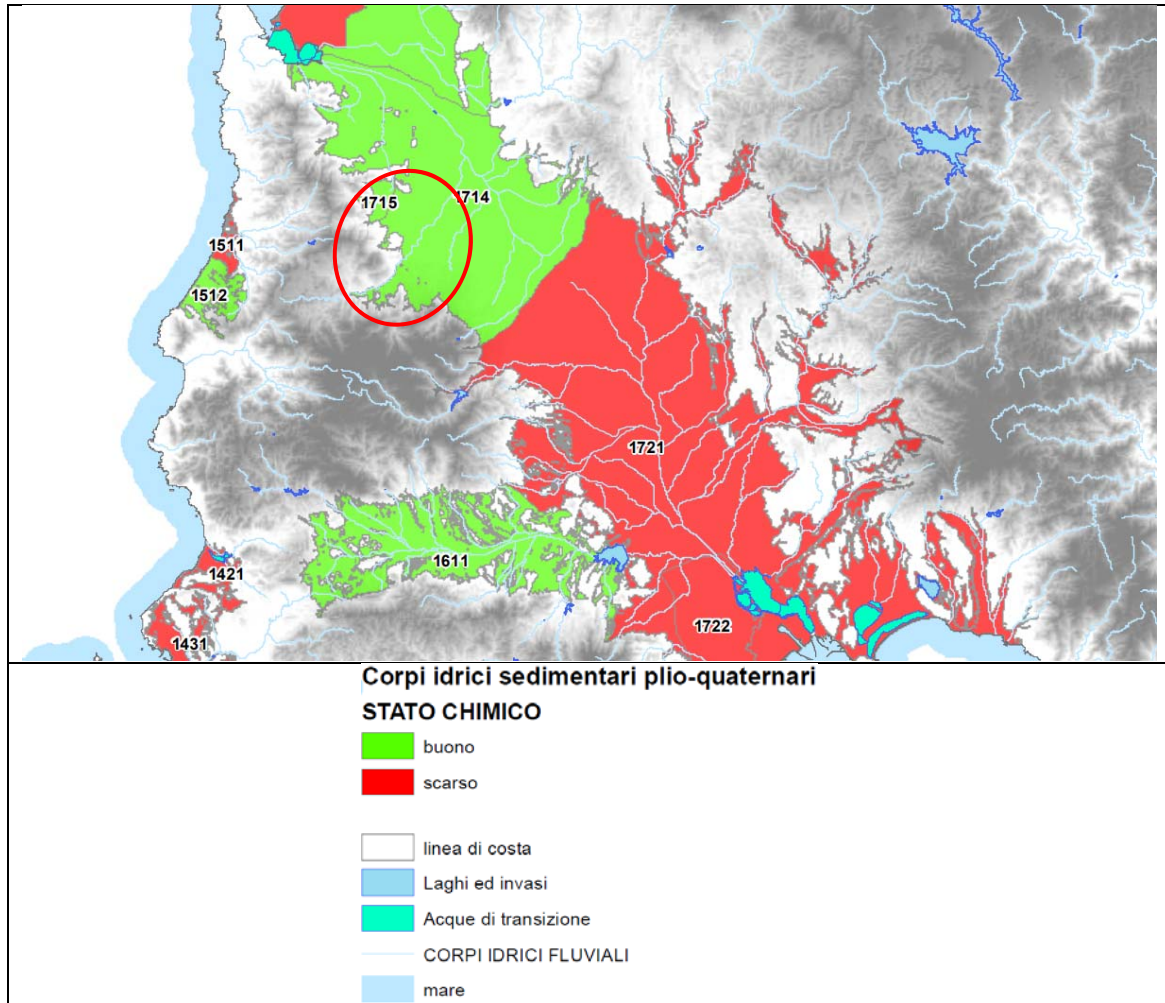 1715
1714
1511
1512
1721
1611
1421
1722
1431
Corpi idrici sedimentari plio-quaternari
STATO CHIMICO
buono
scarso
linea di costa
Laghi ed invasi
Acque di transizione
CORPI IDRICI FLUVIALI
mare